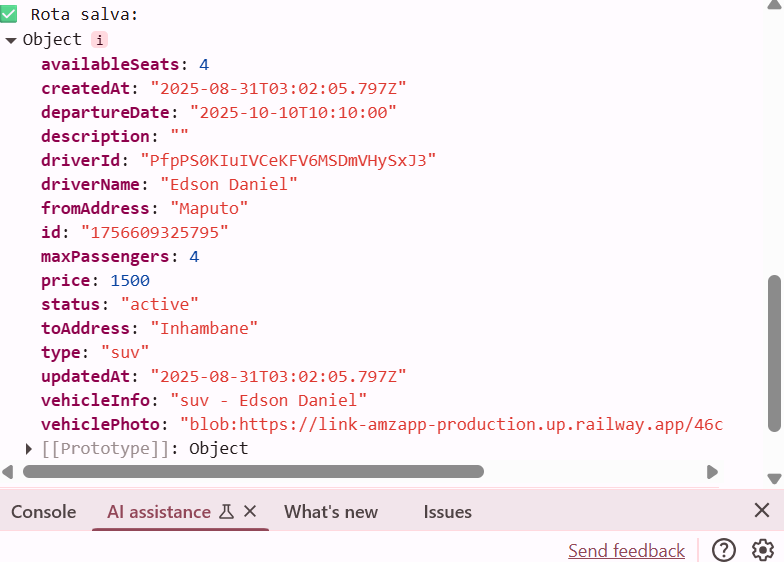 ✅ Rota salva:
▼ Object i
availableSeats: 4
createdAt: "2025-08-31T03:02:05.797Z"
departureDate: "2025-10-10T10:10:00"
description: ""
driverId: "PfpPS0KIuIVCeKFV6MSDmVHySxJ3"
driverName: "Edson Daniel"
fromAddress: "Maputo"
id: "1756609325795"
maxPassengers: 4
price: 1500
status: "active"
toAddress: "Inhambane"
type: "suv"
updatedAt: "2025-08-31T03:02:05.797Z"
vehicleInfo: "suv - Edson Daniel"
vehiclePhoto: "blob:https://link-amzapp-production.up.railway.app/46c
▶ [[Prototype]]: Object
Console AI assistance What's new Issues
Send feedback